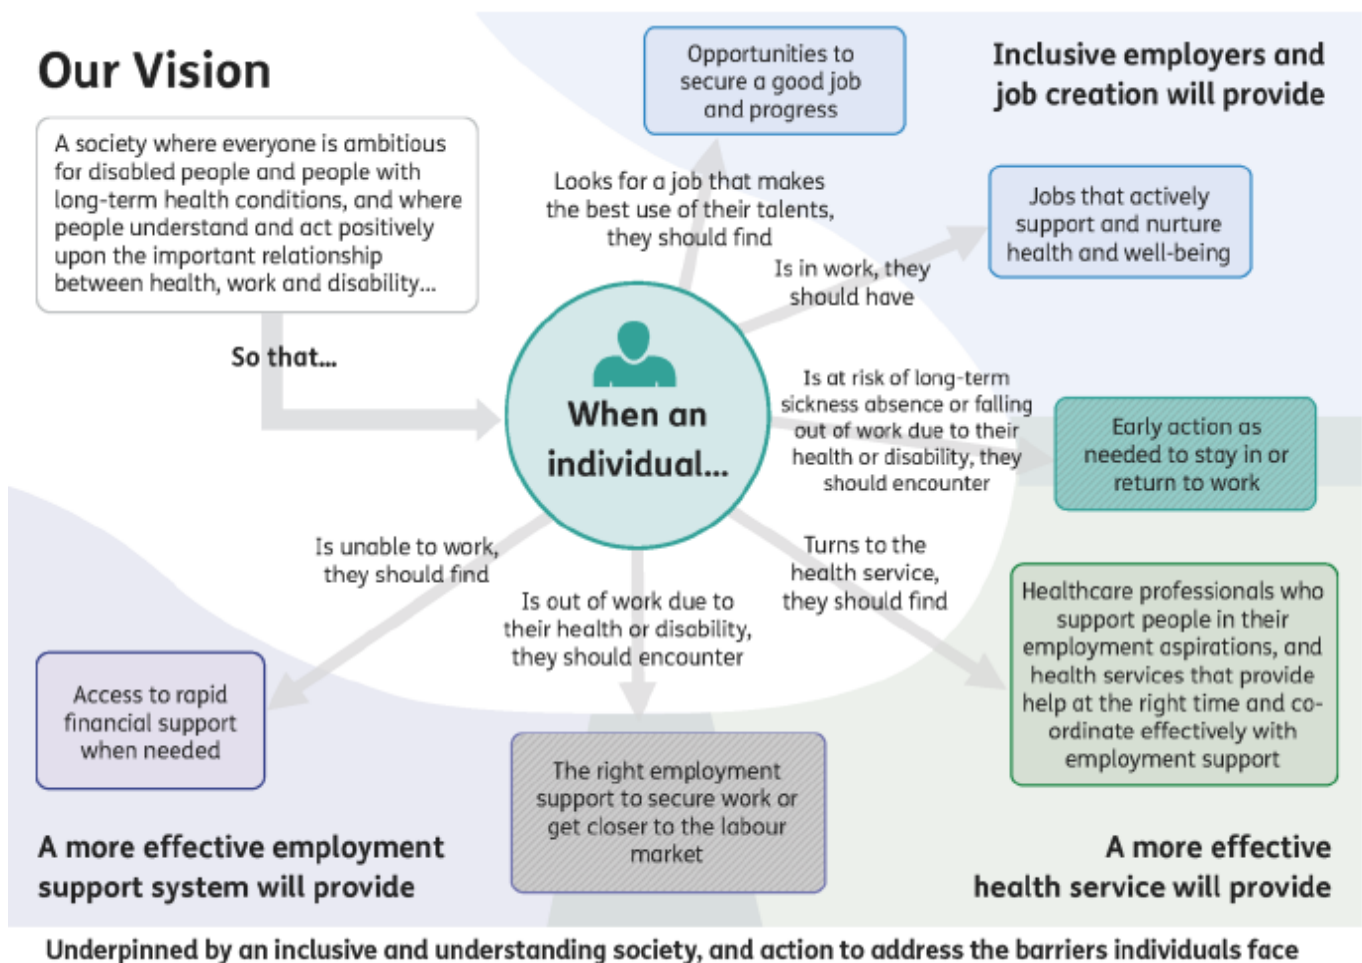 Our Vision
A society where everyone is ambitious
for disabled people and people with
long-term health conditions, and where
people understand and act positively
upon the important relationship
between health, work and disability...
So that...
When an
individual...
Looks for a job that makes
the best use of their talents,
they should find
Opportunities to
secure a good job
and progress
Inclusive employers and
job creation will provide
Is in work, they
should have
Jobs that actively
support and nurture
health and well-being
Is at risk of long-term
sickness absence or falling
out of work due to their
health or disability, they
should encounter
Early action as
needed to stay in or
return to work
Turns to the
health service,
they should find
Healthcare professionals who
support people in their
employment aspirations, and
health services that provide
help at the right time and co-
ordinate effectively with
employment support
A more effective
health service will provide
Is out of work due to
their health or disability,
they should encounter
The right employment
support to secure work or
get closer to the labour
market
Is unable to work,
they should find
Access to rapid
financial support
when needed
A more effective employment
support system will provide
Underpinned by an inclusive and understanding society, and action to address the barriers individuals face